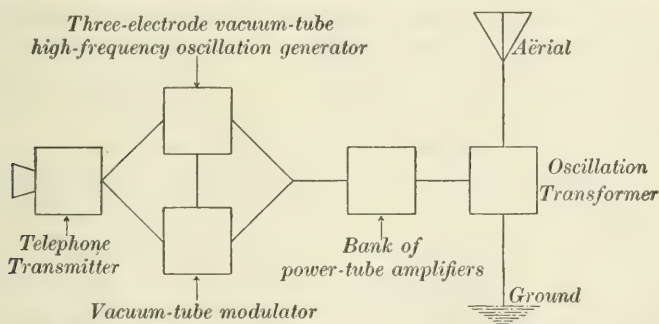 Three-electrode vacuum-tube
high-frequency oscillation generator
Aërial
Oscillation
Transformer
Telephone
Transmitter
Bank of
power-tube amplifiers
Ground
Vacuum-tube modulator